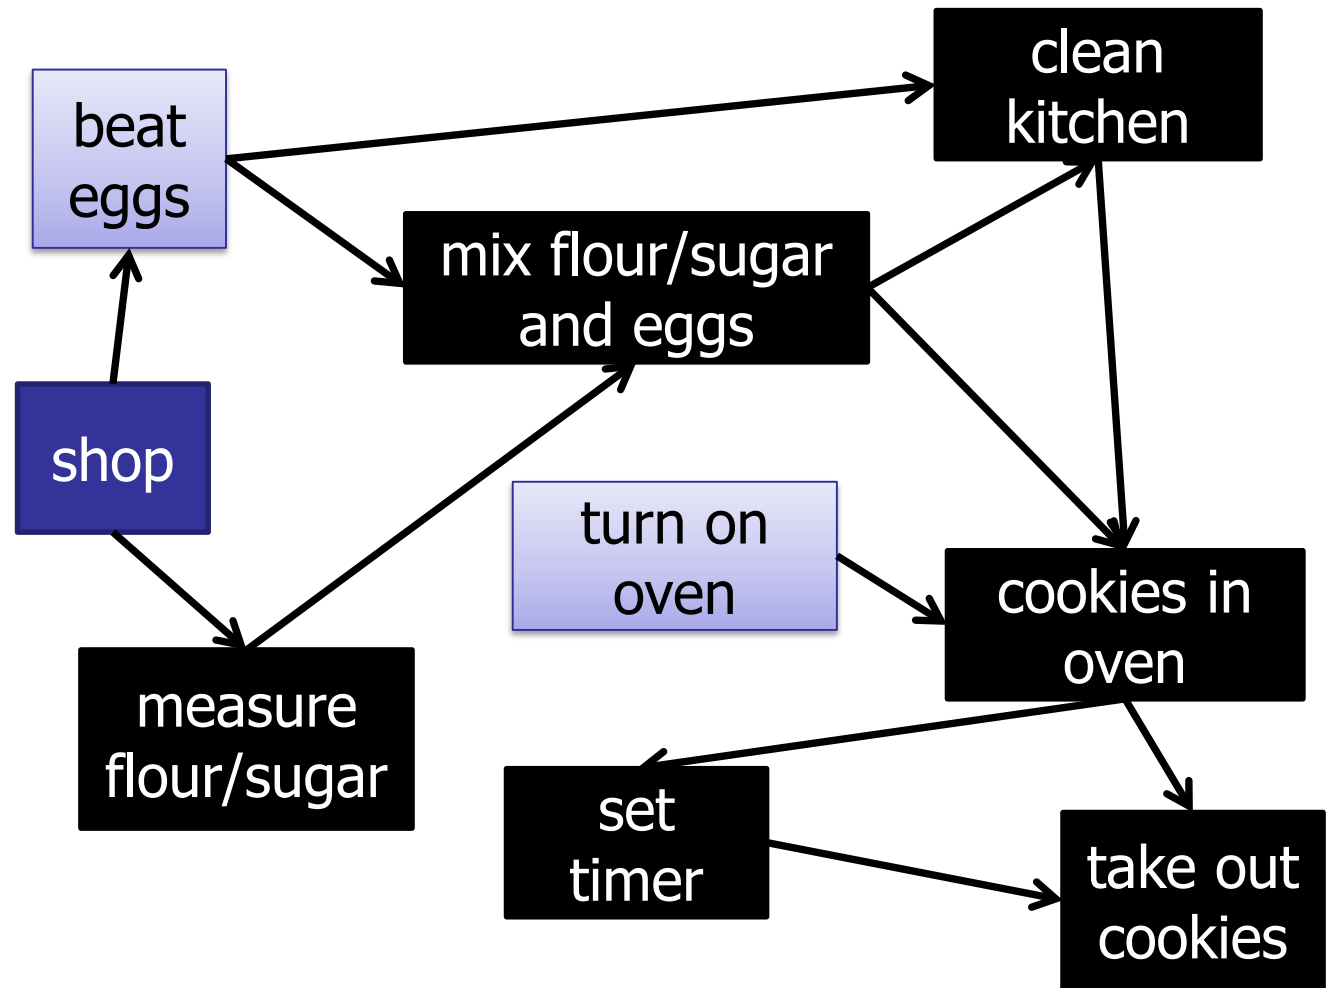 clean
kitchen
beat
eggs
mix flour/sugar
and eggs
shop
turn on
oven
cookies in
oven
measure
flour/sugar
set
timer
take out
cookies